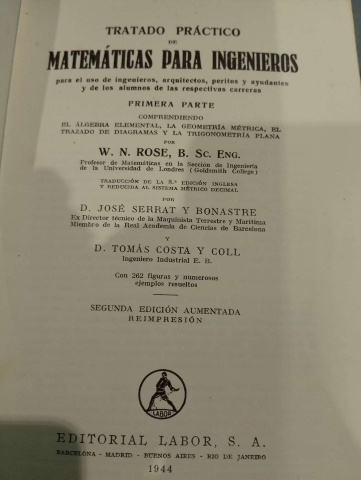 TRATADO PRÁCTICO
DE
MATEMÁTICAS PARA INGENIEROS
para el uso de ingenieros, arquitectos, peritos y ayudantes
y de los alumnos de las respectivas carreras
PRIMERA PARTE
COMPRENDIENDO
EL ÁLGEBRA ELEMENTAL, LA GEOMETRÍA MÉTRICA, EL
TRAZADO DE DIAGRAMAS Y LA TRIGONOMETRÍA PLANA
POR
W. N. ROSE, B. Sc. ENG.
Profesor de Matemáticas en la Sección de Ingeniería
de la Universidad de Londres (Goldsmith College)
TRADUCCIÓN DE LA 5.ª EDICIÓN INGLESA
Y REDUCIDA AL SISTEMA MÉTRICO DECIMAL
POR
D. JOSÉ SERRAT Y BONASTRE
Ex Director técnico de la Maquinista Terrestre y Marítima
Miembro de la Real Academia de Ciencias de Barcelona
Y
D. TOMÁS COSTA Y COLL
Ingeniero Industrial E. B.
Con 262 figuras y numerosos
ejemplos resueltos
SEGUNDA EDICIÓN AUMENTADA
REIMPRESIÓN
LABOR
EDITORIAL LABOR, S. A.
BARCELONA - MADRID - BUENOS AIRES - RIO DE JANEIRO
1944